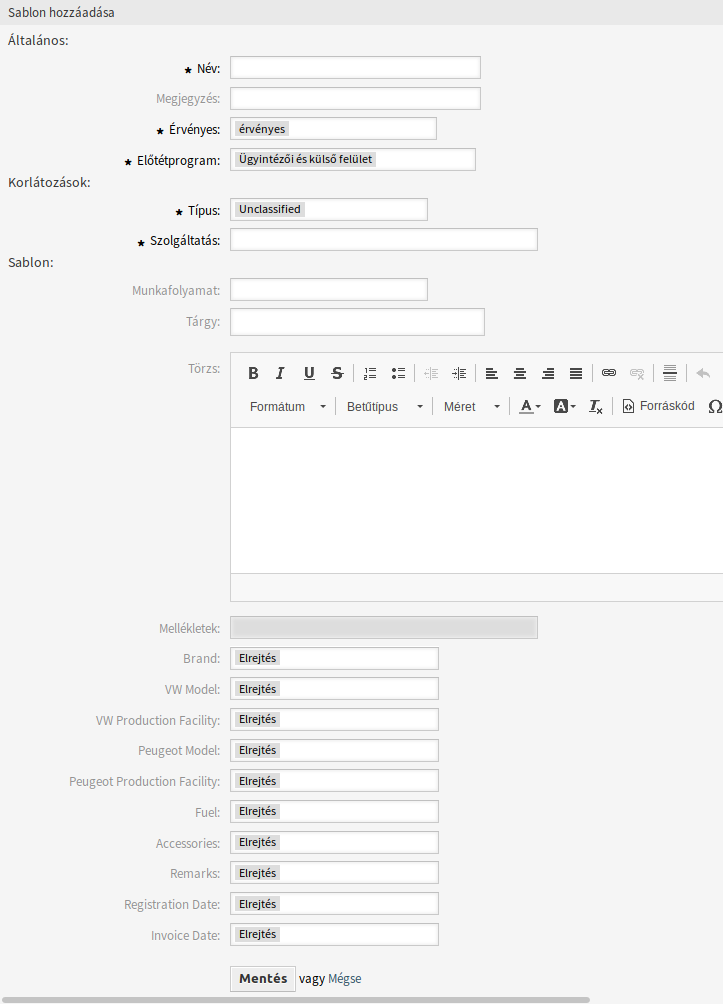 Sablon hozzáadása
Általános:
★ Név:
Megjegyzés:
★ Érvényes: érvényes
★ Előtétprogram: Ügyintézői és külső felület
Korlátozások:
★ Típus: Unclassified
★ Szolgáltatás:
Sablon:
Munkafolyamat:
Tárgy:
Törzs:
B I U S
Formátum Betűtípus Méret A A Ix Forráskód Ω
Mellékletek:
Brand: Elrejtés
VW Model: Elrejtés
VW Production Facility: Elrejtés
Peugeot Model: Elrejtés
Peugeot Production Facility: Elrejtés
Fuel: Elrejtés
Accessories: Elrejtés
Remarks: Elrejtés
Registration Date: Elrejtés
Invoice Date: Elrejtés
Mentés vagy Mégse